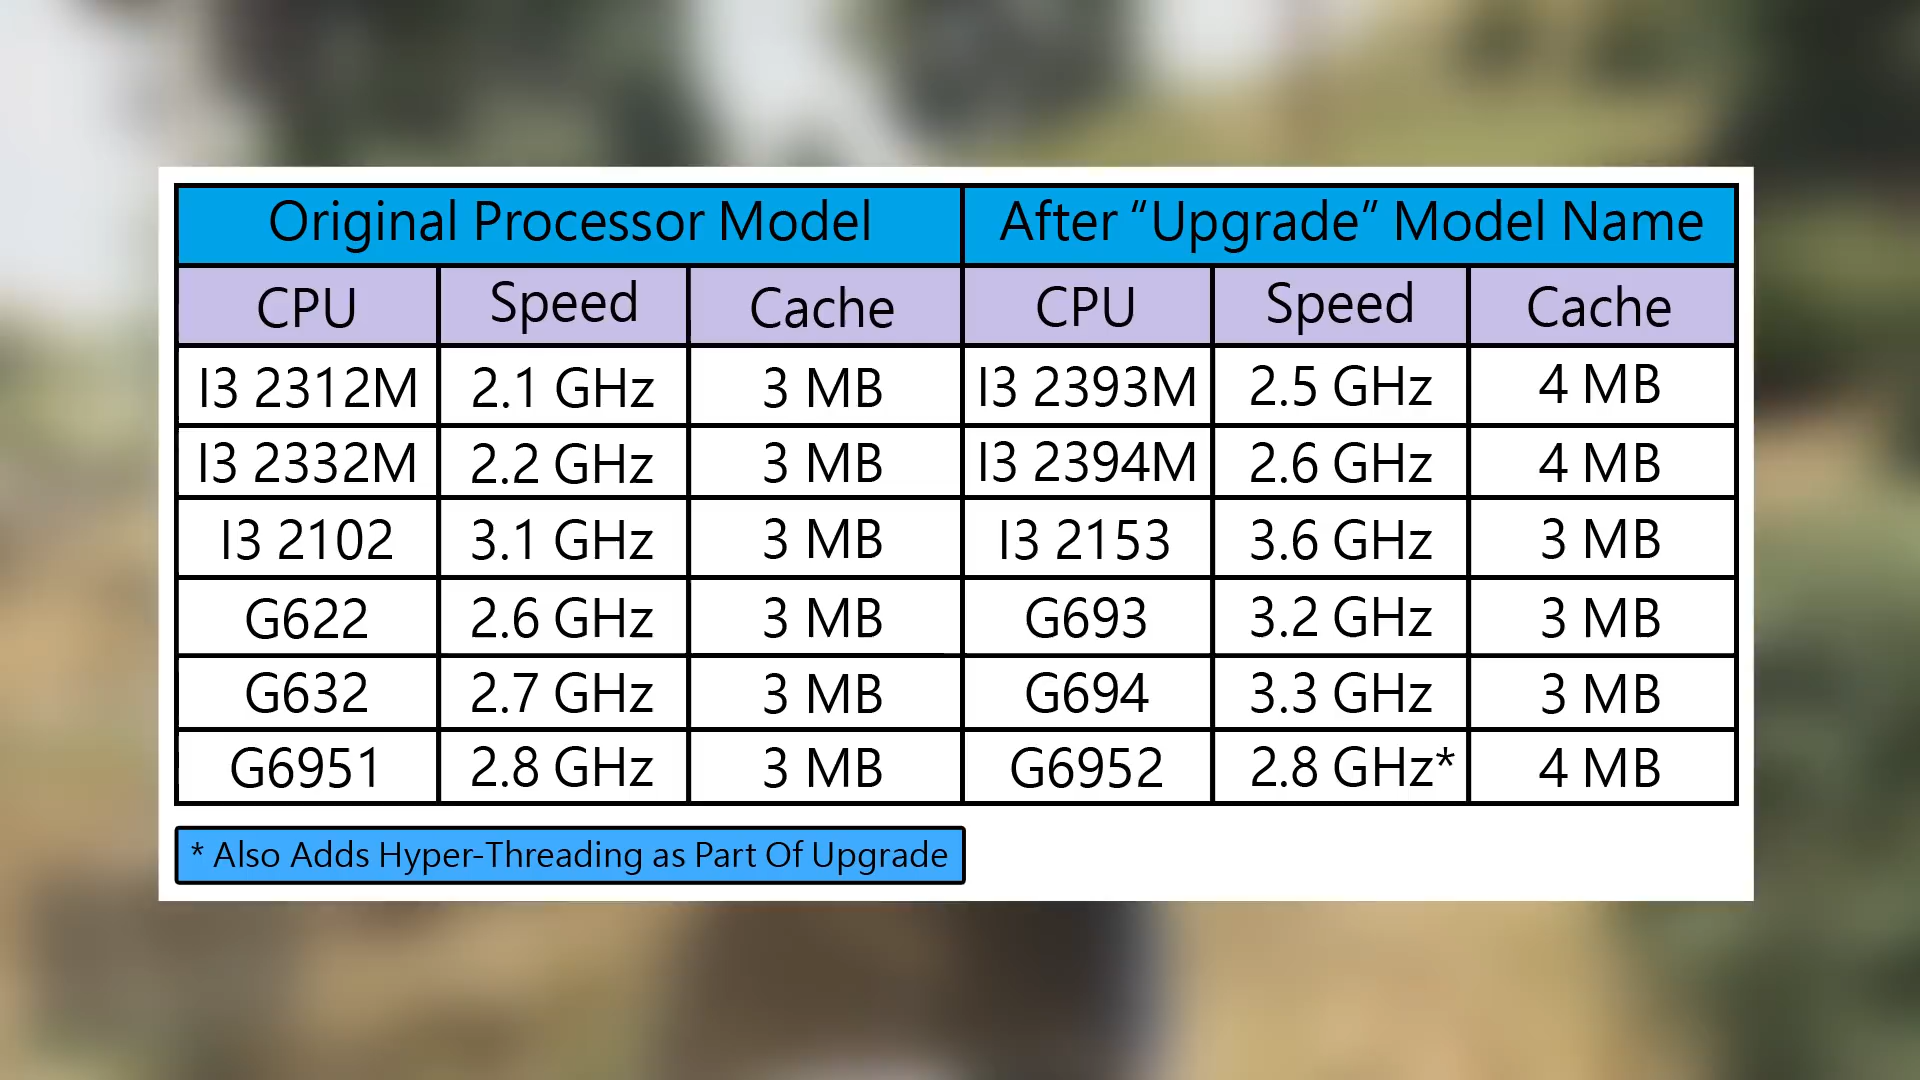 Original Processor Model After “Upgrade” Model Name
CPU Speed Cache CPU Speed Cache
I3 2312M 2.1 GHz 3 MB I3 2393M 2.5 GHz 4 MB
I3 2332M 2.2 GHz 3 MB I3 2394M 2.6 GHz 4 MB
I3 2102 3.1 GHz 3 MB I3 2153 3.6 GHz 3 MB
G622 2.6 GHz 3 MB G693 3.2 GHz 3 MB
G632 2.7 GHz 3 MB G694 3.3 GHz 3 MB
G6951 2.8 GHz 3 MB G6952 2.8 GHz* 4 MB
* Also Adds Hyper-Threading as Part Of Upgrade